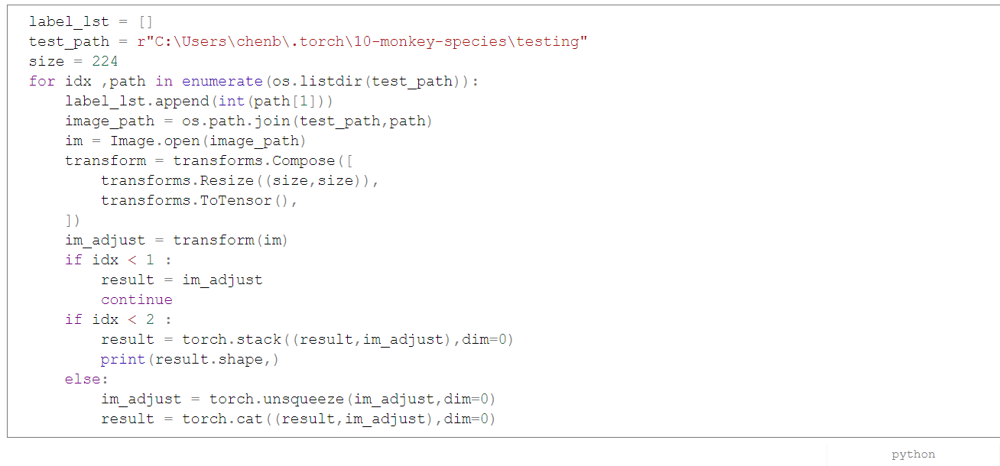 label_lst = []
test_path = r"C:\Users\chenb\.torch\10-monkey-species\testing"
size = 224
for idx ,path in enumerate(os.listdir(test_path)):
    label_lst.append(int(path[1]))
    image_path = os.path.join(test_path,path)
    im = Image.open(image_path)
    transform = transforms.Compose([
        transforms.Resize((size,size)),
        transforms.ToTensor(),
    ])
    im_adjust = transform(im)
    if idx < 1 :
        result = im_adjust
        continue
    if idx < 2 :
        result = torch.stack((result,im_adjust),dim=0)
        print(result.shape,)
    else:
        im_adjust = torch.unsqueeze(im_adjust,dim=0)
        result = torch.cat((result,im_adjust),dim=0)
python